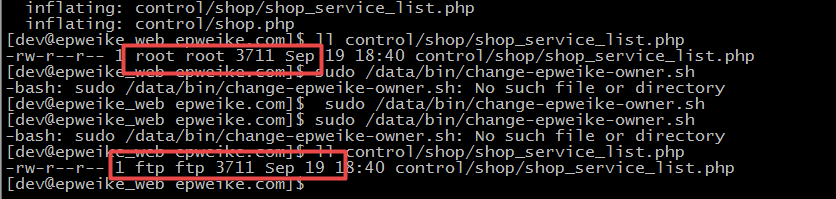 inflating: control/shop/shop_service_list.php
inflating: control/shop.php
[dev@epweike_web epweike.com]$ ll control/shop/shop_service_list.php
-rw-r--r-- 1 root root 3711 Sep 19 18:40 control/shop/shop_service_list.php
[dev@epweike_web epweike.com]$ sudo /data/bin/change-epweike-owner.sh
-bash: sudo /data/bin/change-epweike-owner.sh: No such file or directory
[dev@epweike_web epweike.com]$  sudo /data/bin/change-epweike-owner.sh
[dev@epweike_web epweike.com]$ sudo /data/bin/change-epweike-owner.sh
-bash: sudo /data/bin/change-epweike-owner.sh: No such file or directory
[dev@epweike_web epweike.com]$ ll control/shop/shop_service_list.php
-rw-r--r-- 1 ftp ftp 3711 Sep 19 18:40 control/shop/shop_service_list.php
[dev@epweike_web epweike.com]$